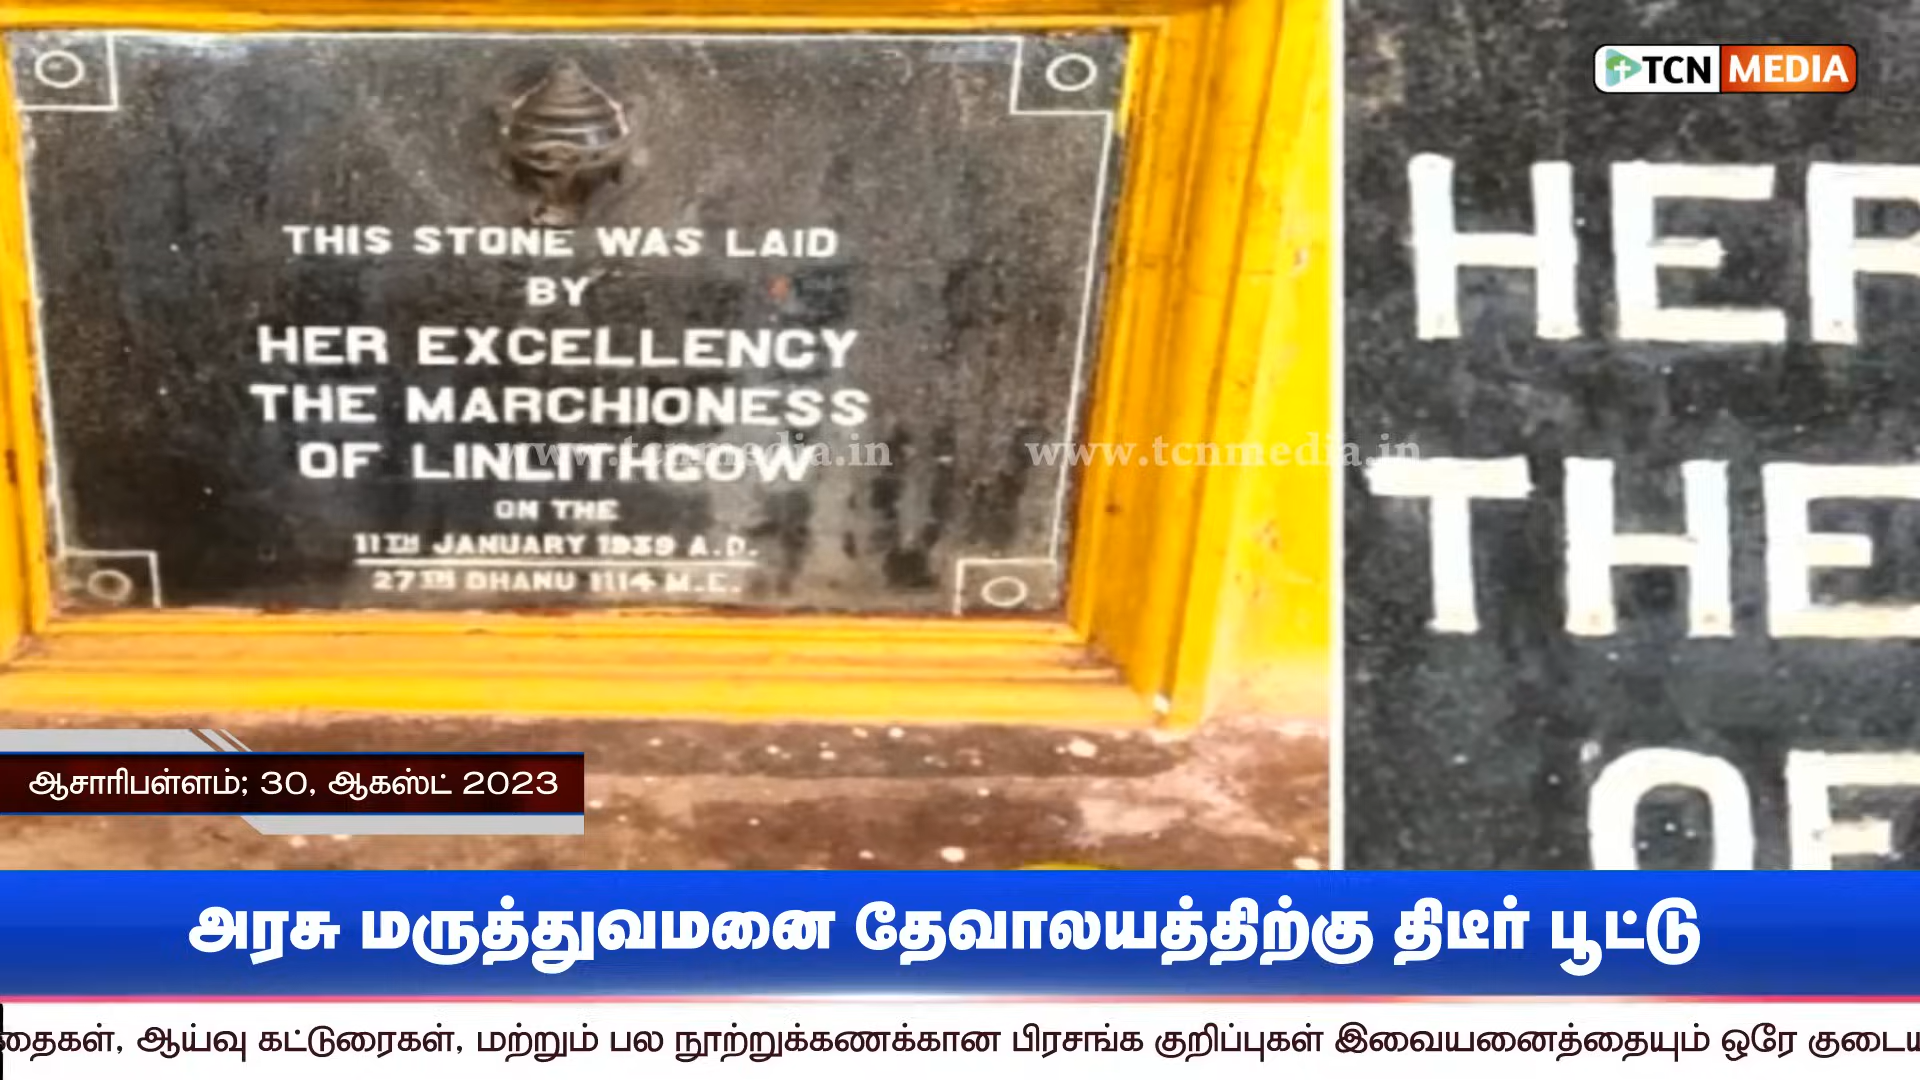 TCN MEDIA
THIS STONE WAS LAID
BY
HER EXCELLENCY
THE MARCHIONESS
OF LINLITHGOW
ON THE
11TH JANUARY 1939 A.D.
27TH DHANU 1114 M.E.
HER
THE
OF
www.tcnmedia.in www.tcnmedia.in
ஆசாரிபள்ளம்; 30, ஆகஸ்ட் 2023
அரசு மருத்துவமனை தேவாலயத்திற்கு திடீர் பூட்டு
தைகள், ஆய்வு கட்டுரைகள், மற்றும் பல நூற்றுக்கணக்கான பிரசங்க குறிப்புகள் இவையனைத்தையும் ஒரே குடைய